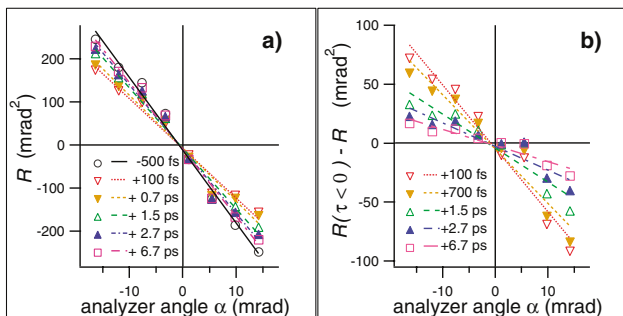 a)
200
100
0
-100
-200
R (mrad²)
-500 fs
+100 fs
+ 0.7 ps
+ 1.5 ps
+ 2.7 ps
+ 6.7 ps
-10
0
10
analyzer angle α (mrad)
b)
100
50
0
-50
-100
R(τ < 0) - R (mrad²)
+100 fs
+700 fs
+1.5 ps
+2.7 ps
+6.7 ps
-10
0
10
analyzer angle α (mrad)